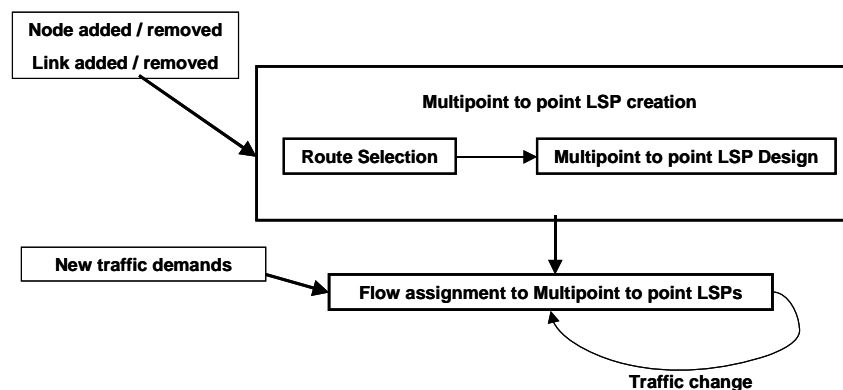 Node added / removed
Link added / removed
Multipoint to point LSP creation
Route Selection
Multipoint to point LSP Design
New traffic demands
Flow assignment to Multipoint to point LSPs
Traffic change